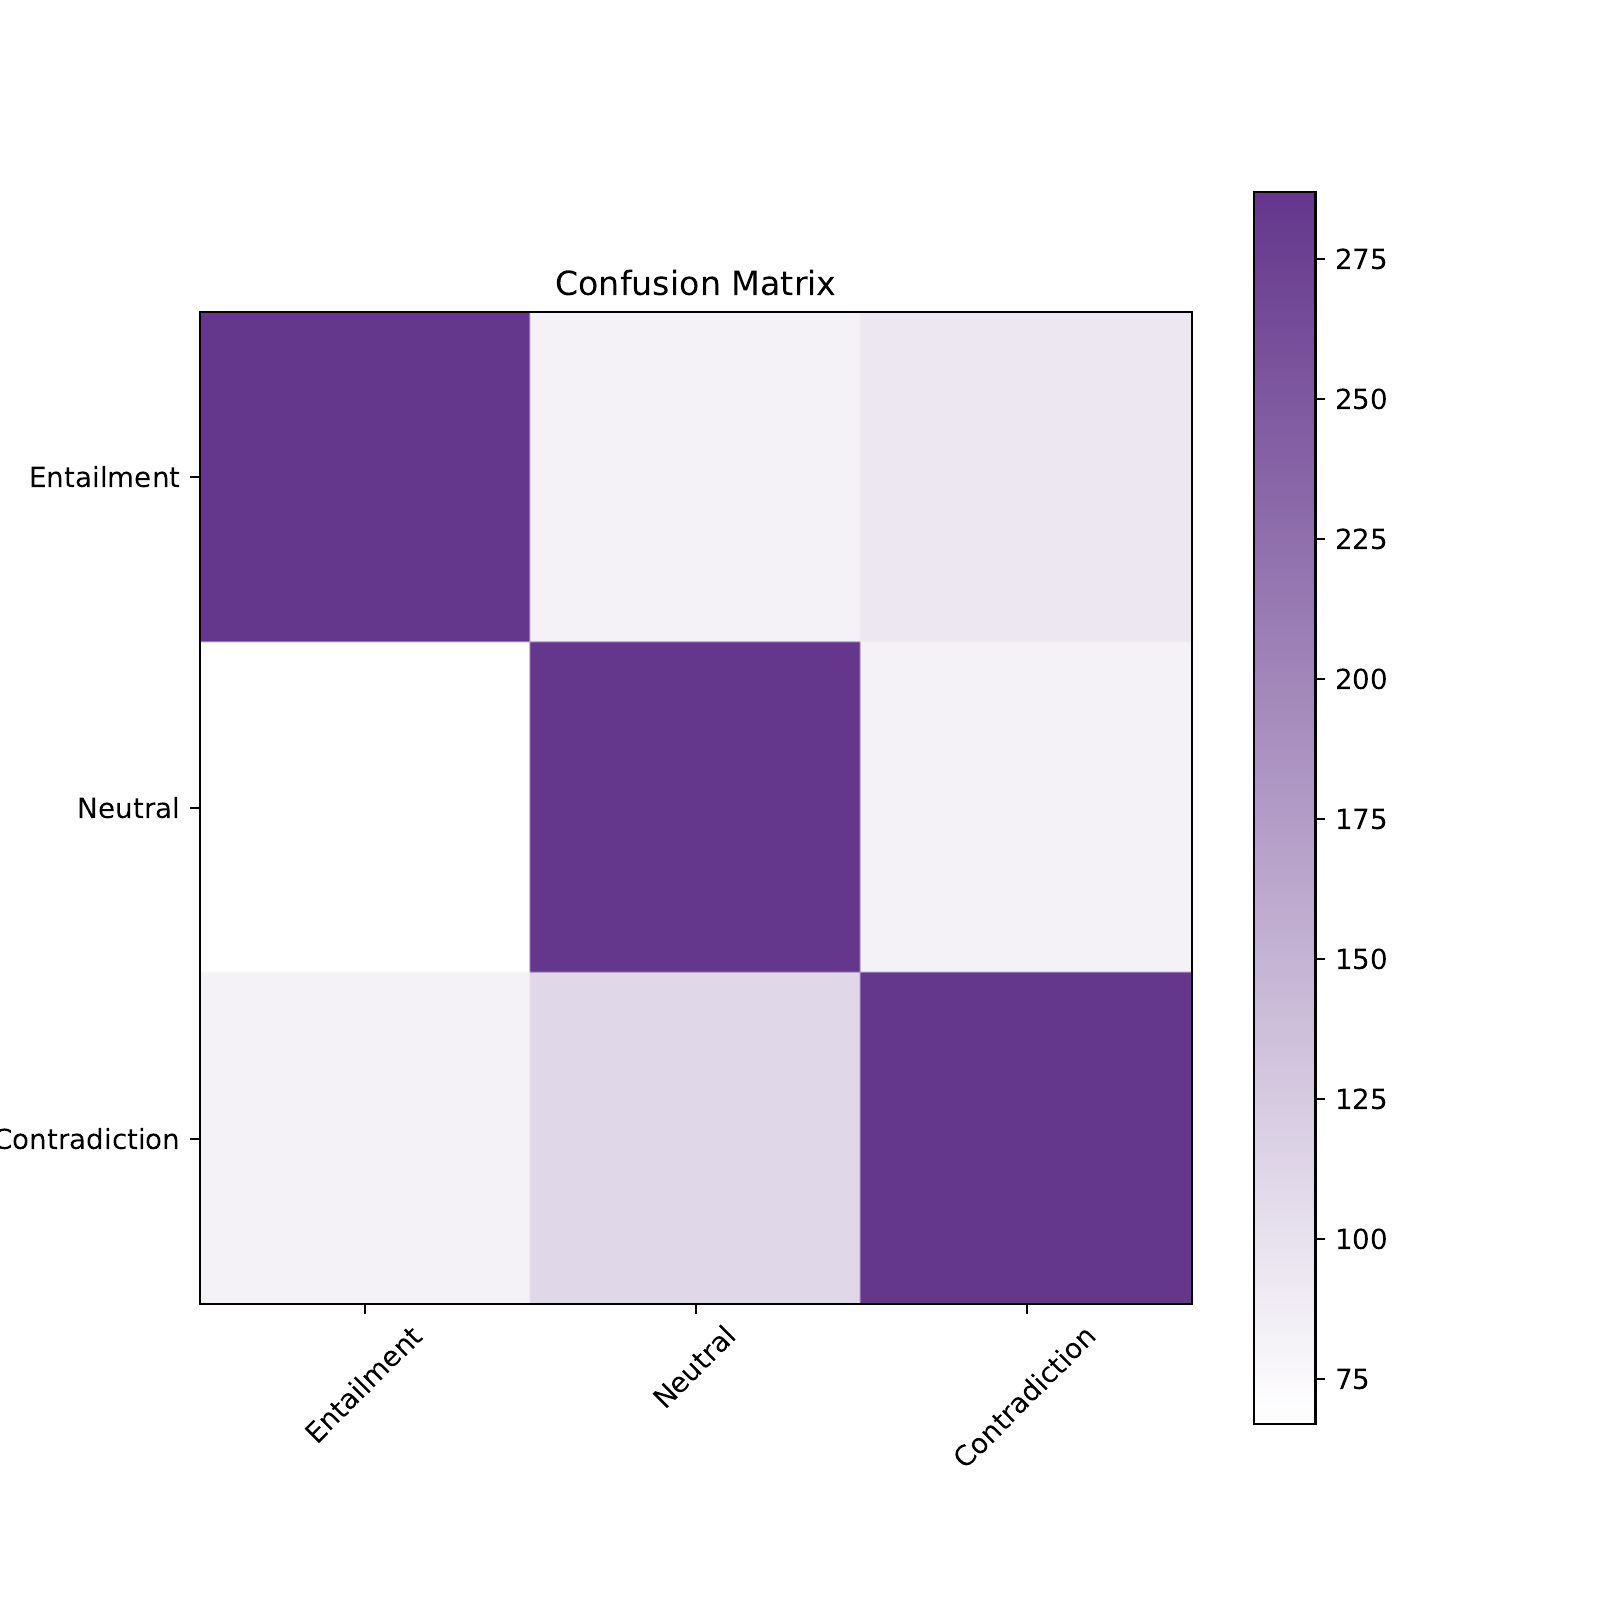 Confusion Matrix
Entailment
Neutral
Contradiction
Entailment
Neutral
Contradiction
275
250
225
200
175
150
125
100
75